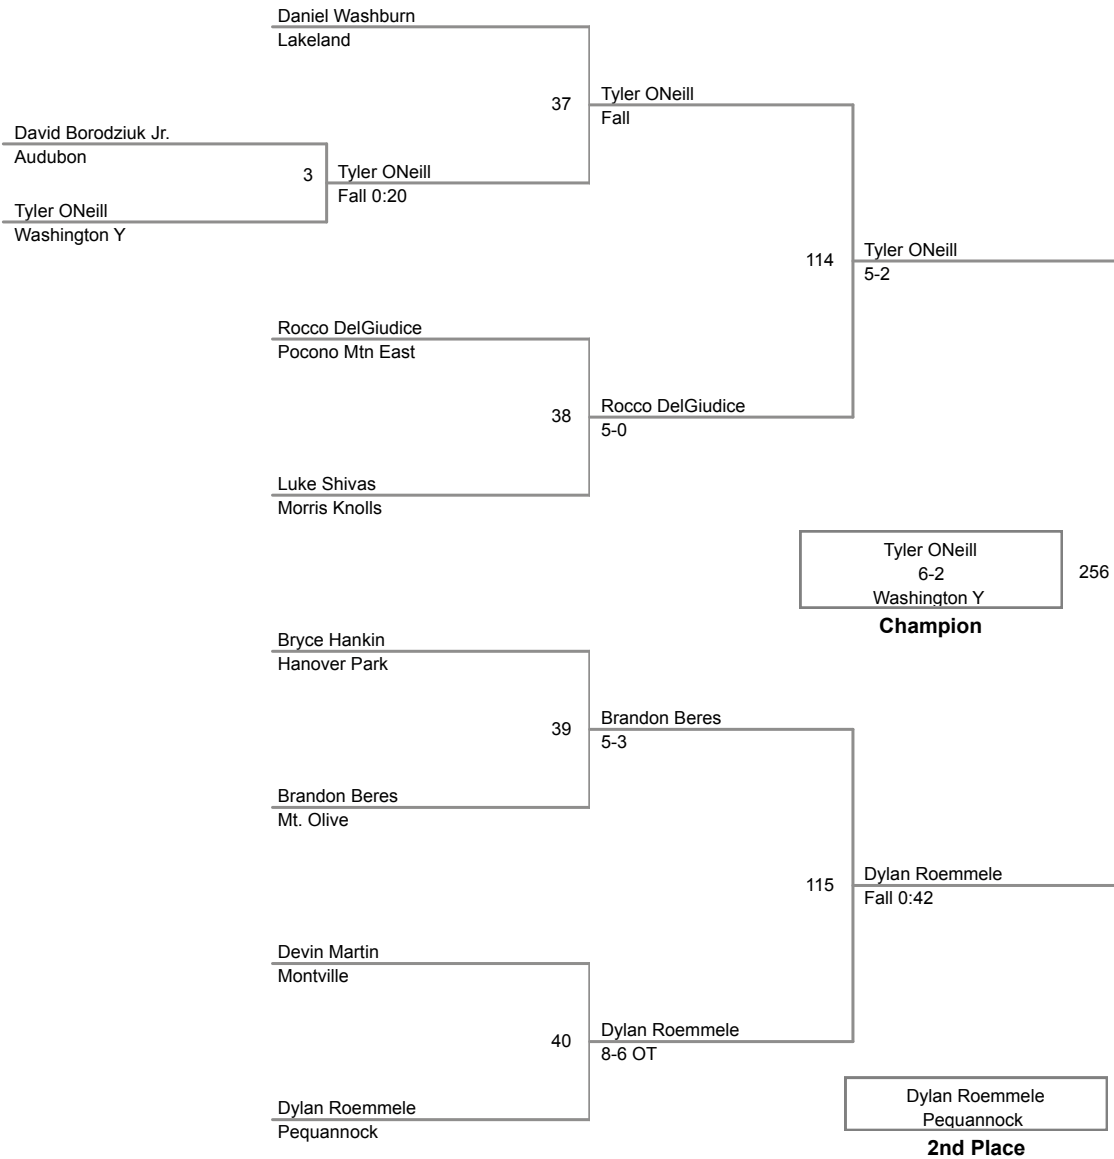 Daniel Washburn
Lakeland
37
Tyler ONeill
Fall
David Borodziuk Jr.
Audubon
3
Tyler ONeill
Fall 0:20
Tyler ONeill
Washington Y
114
Tyler ONeill
5-2
Rocco DelGiudice
Pocono Mtn East
38
Rocco DelGiudice
5-0
Luke Shivas
Morris Knolls
Tyler ONeill
6-2
Washington Y
256
Champion
Bryce Hankin
Hanover Park
39
Brandon Beres
5-3
Brandon Beres
Mt. Olive
115
Dylan Roemmele
Fall 0:42
Devin Martin
Montville
40
Dylan Roemmele
8-6 OT
Dylan Roemmele
Pequannock
Dylan Roemmele
Pequannock
2nd Place